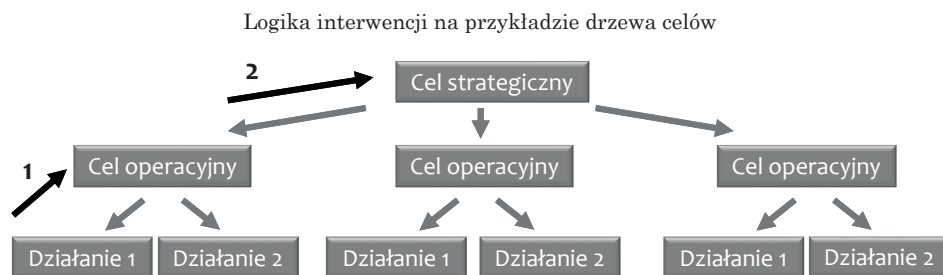 Logika interwencji na przykładzie drzewa celów
2
Cel strategiczny
1
Cel operacyjny
Cel operacyjny
Cel operacyjny
Działanie 1
Działanie 2
Działanie 1
Działanie 2
Działanie 1
Działanie 2